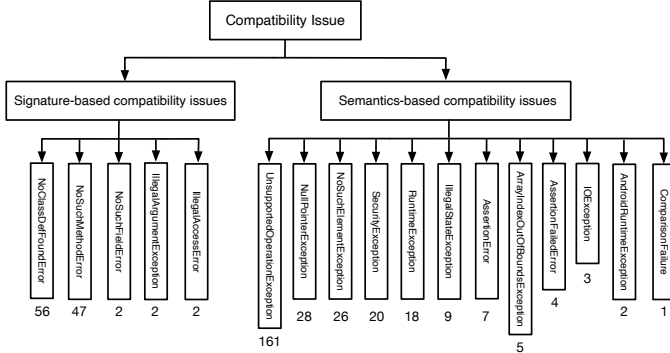 Compatibility Issue
Signature-based compatibility issues
Semantics-based compatibility issues
NoClassDefFoundError
NoSuchMethodError
NoSuchFieldError
IllegalArgumentException
IllegalAccessError
UnsupportedOperationException
NullPointerException
NoSuchElementException
SecurityException
RuntimeException
IllegalStateException
AssertionError
ArrayIndexOutOfBoundsException
AssertionFailedError
IOException
AndroidRuntimeException
ComparisonFailure
56
47
2
2
2
161
28
26
20
18
9
7
5
4
3
2
1